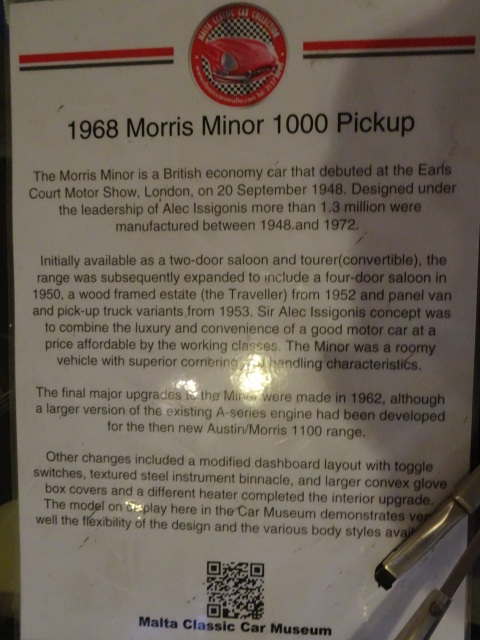 MALTA CLASSIC CAR COLLECTION
1968 Morris Minor 1000 Pickup
The Morris Minor is a British economy car that debuted at the Earls
Court Motor Show, London, on 20 September 1948. Designed under
the leadership of Alec Issigonis more than 1.3 million were
manufactured between 1948 and 1972.
Initially available as a two-door saloon and tourer(convertible), the
range was subsequently expanded to include a four-door saloon in
1950, a wood framed estate (the Traveller) from 1952 and panel van
and pick-up truck variants from 1953. Sir Alec Issigonis concept was
to combine the luxury and convenience of a good motor car at a
price affordable by the working classes. The Minor was a roomy
vehicle with superior cornering handling characteristics.
The final major upgrades to the Minor were made in 1962, although
a larger version of the existing A-series engine had been developed
for the then new Austin/Morris 1100 range.
Other changes included a modified dashboard layout with toggle
switches, textured steel instrument binnacle, and larger convex glove
box covers and a different heater completed the interior upgrade.
The model on display here in the Car Museum demonstrates
well the flexibility of the design and the various body styles
Malta Classic Car Museum